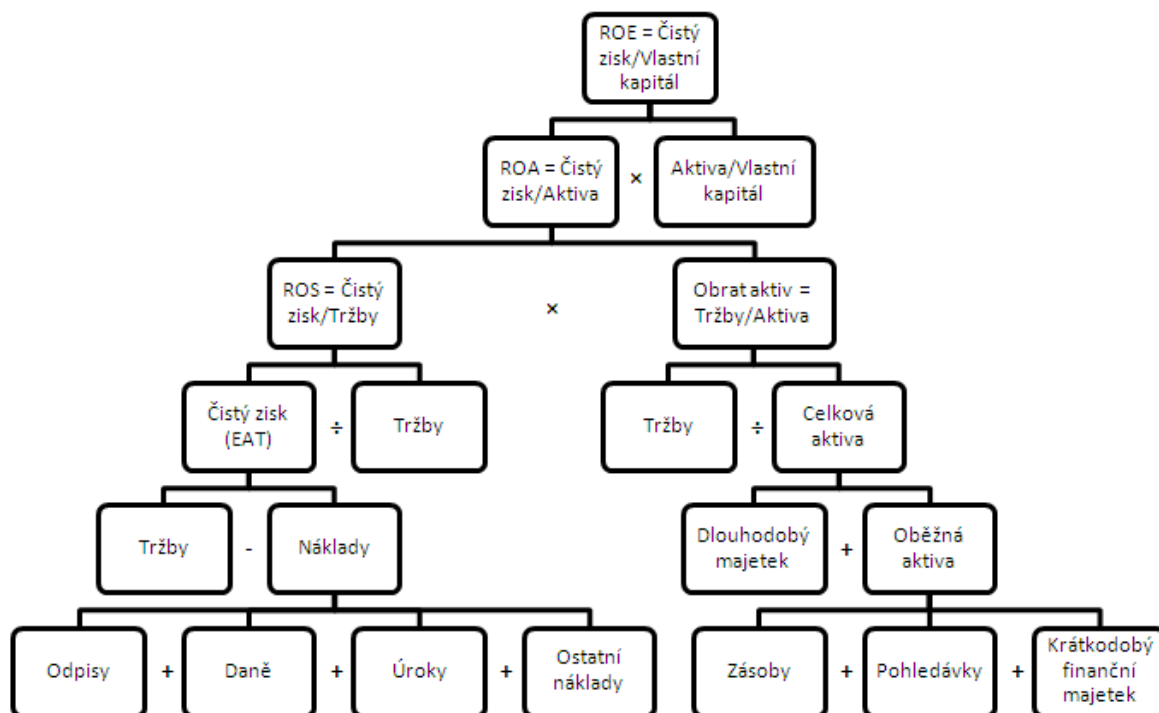 ROE = Čistý
zisk/Vlastní
kapitál
ROA = Čistý
zisk/Aktiva
×
Aktiva/Vlastní
kapitál
ROS = Čistý
zisk/Tržby
×
Obrat aktiv =
Tržby/Aktiva
Čistý zisk
(EAT)
÷
Tržby
Tržby
÷
Celková
aktiva
Tržby
-
Náklady
Dlouhodobý
majetek
+
Oběžná
aktiva
Odpisy
+
Daně
+
Úroky
+
Ostatní
náklady
Zásoby
+
Pohledávky
+
Krátkodobý
finanční
majetek